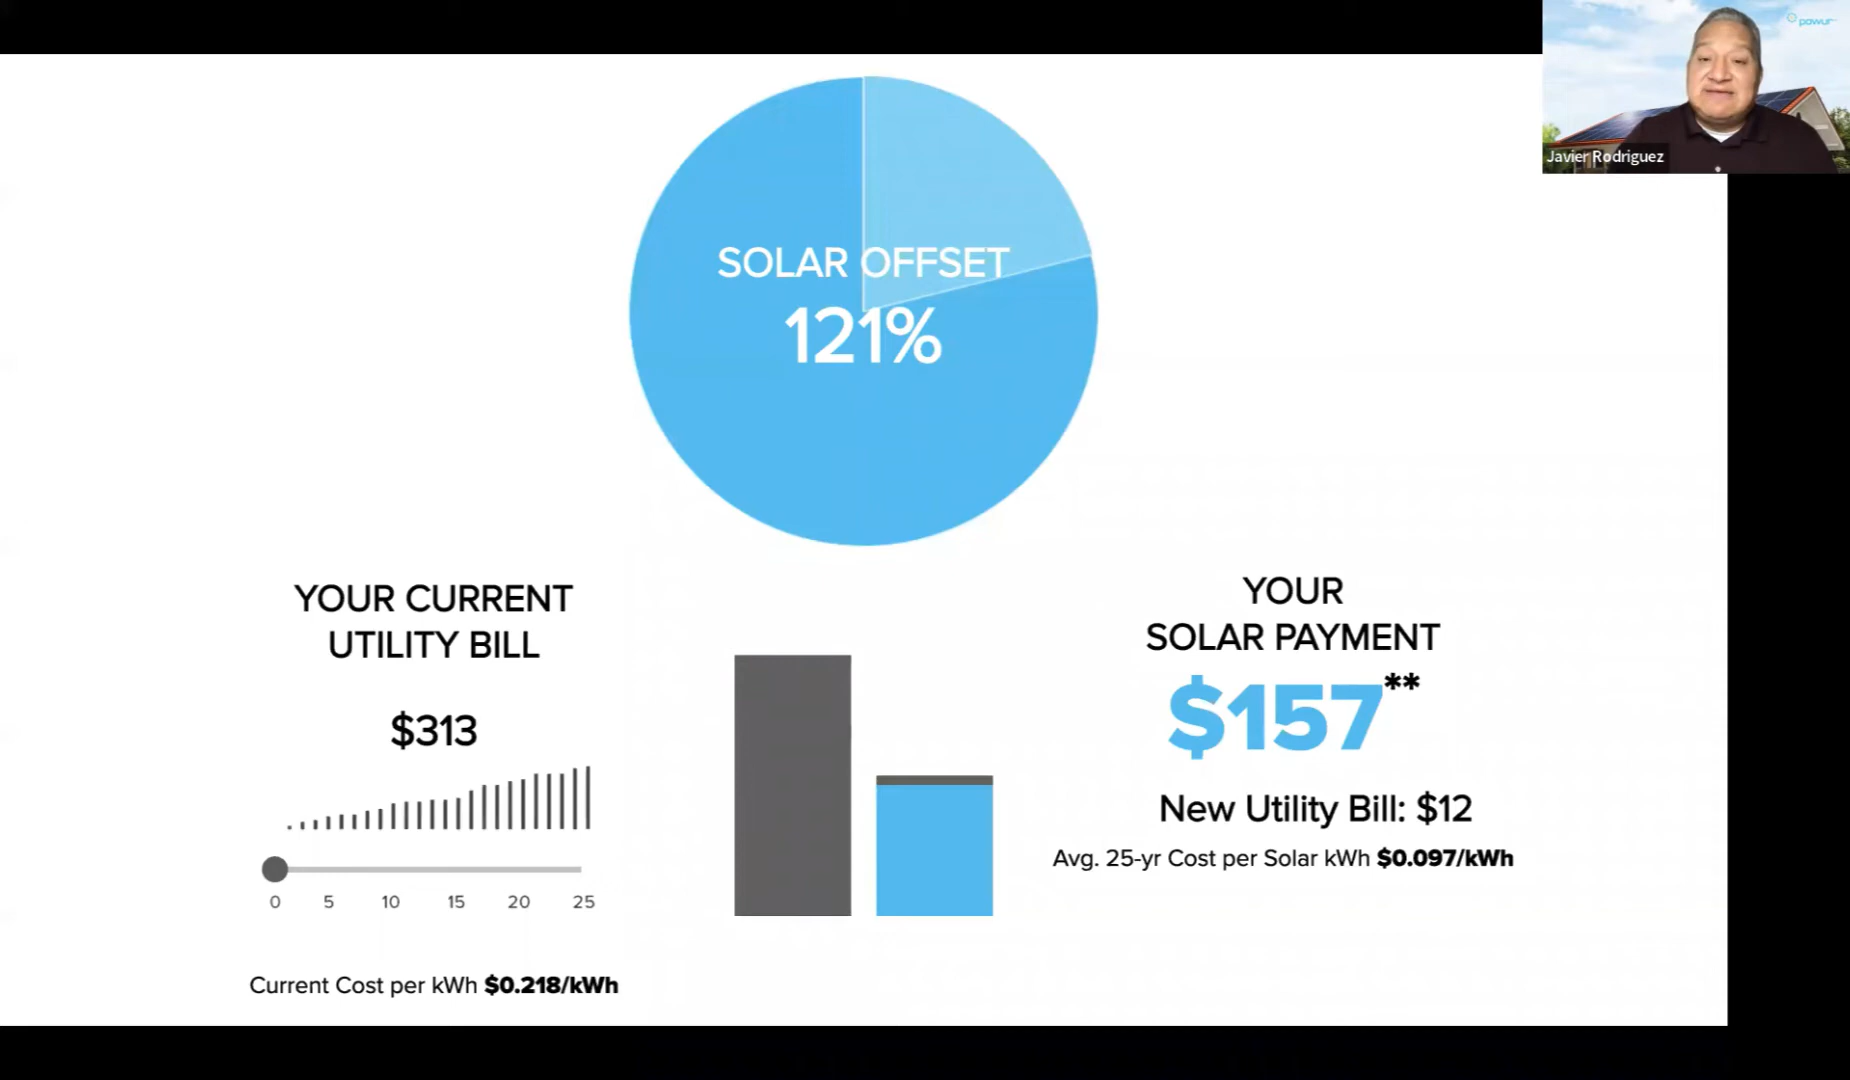 powur
Javier Rodriguez
SOLAR OFFSET
121%
YOUR CURRENT
UTILITY BILL
$313
0 5 10 15 20 25
Current Cost per kWh $0.218/kWh
YOUR
SOLAR PAYMENT
$157**
New Utility Bill: $12
Avg. 25-yr Cost per Solar kWh $0.097/kWh